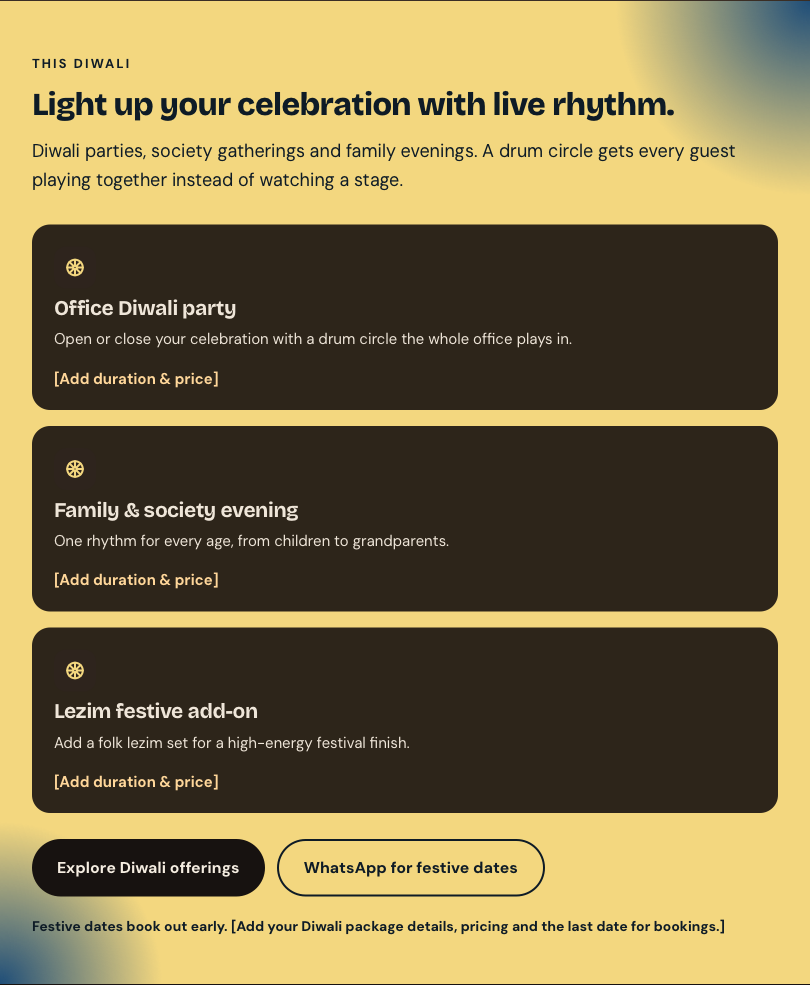 THIS DIWALI
Light up your celebration with live rhythm.
Diwali parties, society gatherings and family evenings. A drum circle gets every guest
playing together instead of watching a stage.
Office Diwali party
Open or close your celebration with a drum circle the whole office plays in.
[Add duration & price]
Family & society evening
One rhythm for every age, from children to grandparents.
[Add duration & price]
Lezim festive add-on
Add a folk lezim set for a high-energy festival finish.
[Add duration & price]
Explore Diwali offerings
WhatsApp for festive dates
Festive dates book out early. [Add your Diwali package details, pricing and the last date for bookings.]